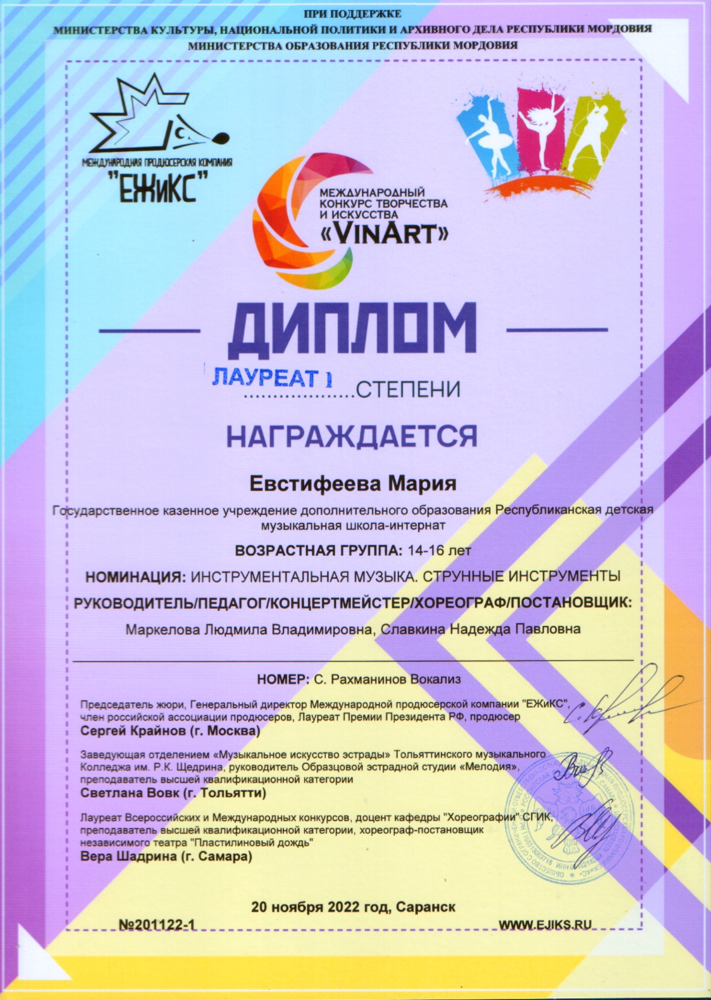 ПРИ ПОДДЕРЖКЕ
МИНИСТЕРСТВА КУЛЬТУРЫ, НАЦИОНАЛЬНОЙ ПОЛИТИКИ И АРХИВНОГО ДЕЛА РЕСПУБЛИКИ МОРДОВИЯ
МИНИСТЕРСТВА ОБРАЗОВАНИЯ РЕСПУБЛИКИ МОРДОВИЯ
МЕЖДУНАРОДНАЯ ПРОДЮСЕРСКАЯ КОМПАНИЯ
"ЕЖиКС"
МЕЖДУНАРОДНЫЙ
КОНКУРС ТВОРЧЕСТВА
И ИСКУССТВА
«VINART»
ДИПЛОМ
ЛАУРЕАТ 1
..................СТЕПЕНИ
НАГРАЖДАЕТСЯ
Евстифеева Мария
Государственное казенное учреждение дополнительного образования Республиканская детская
музыкальная школа-интернат
ВОЗРАСТНАЯ ГРУППА: 14-16 лет
НОМИНАЦИЯ: ИНСТРУМЕНТАЛЬНАЯ МУЗЫКА. СТРУННЫЕ ИНСТРУМЕНТЫ
РУКОВОДИТЕЛЬ/ПЕДАГОГ/КОНЦЕРТМЕЙСТЕР/ХОРЕОГРАФ/ПОСТАНОВЩИК:
Маркелова Людмила Владимировна, Славкина Надежда Павловна
НОМЕР: С. Рахманинов Вокализ
Председатель жюри, Генеральный директор Международной продюсерской компании "ЕЖиКС",
член российской ассоциации продюсеров, Лауреат Премии Президента РФ, продюсер
Сергей Крайнов (г. Москва)
Заведующая отделением «Музыкальное искусство эстрады» Тольяттинского музыкального
Колледжа им. Р.К. Щедрина, руководитель Образцовой эстрадной студии «Мелодия»,
преподаватель высшей квалификационной категории
Светлана Вовк (г. Тольятти)
Лауреат Всероссийских и Международных конкурсов, доцент кафедры "Хореографии" СГИК,
преподаватель высшей квалификационной категории, хореограф-постановщик
независимого театра "Пластилиновый дождь"
Вера Шадрина (г. Самара)
20 ноября 2022 год, Саранск
№201122-1
WWW.EJIKS.RU